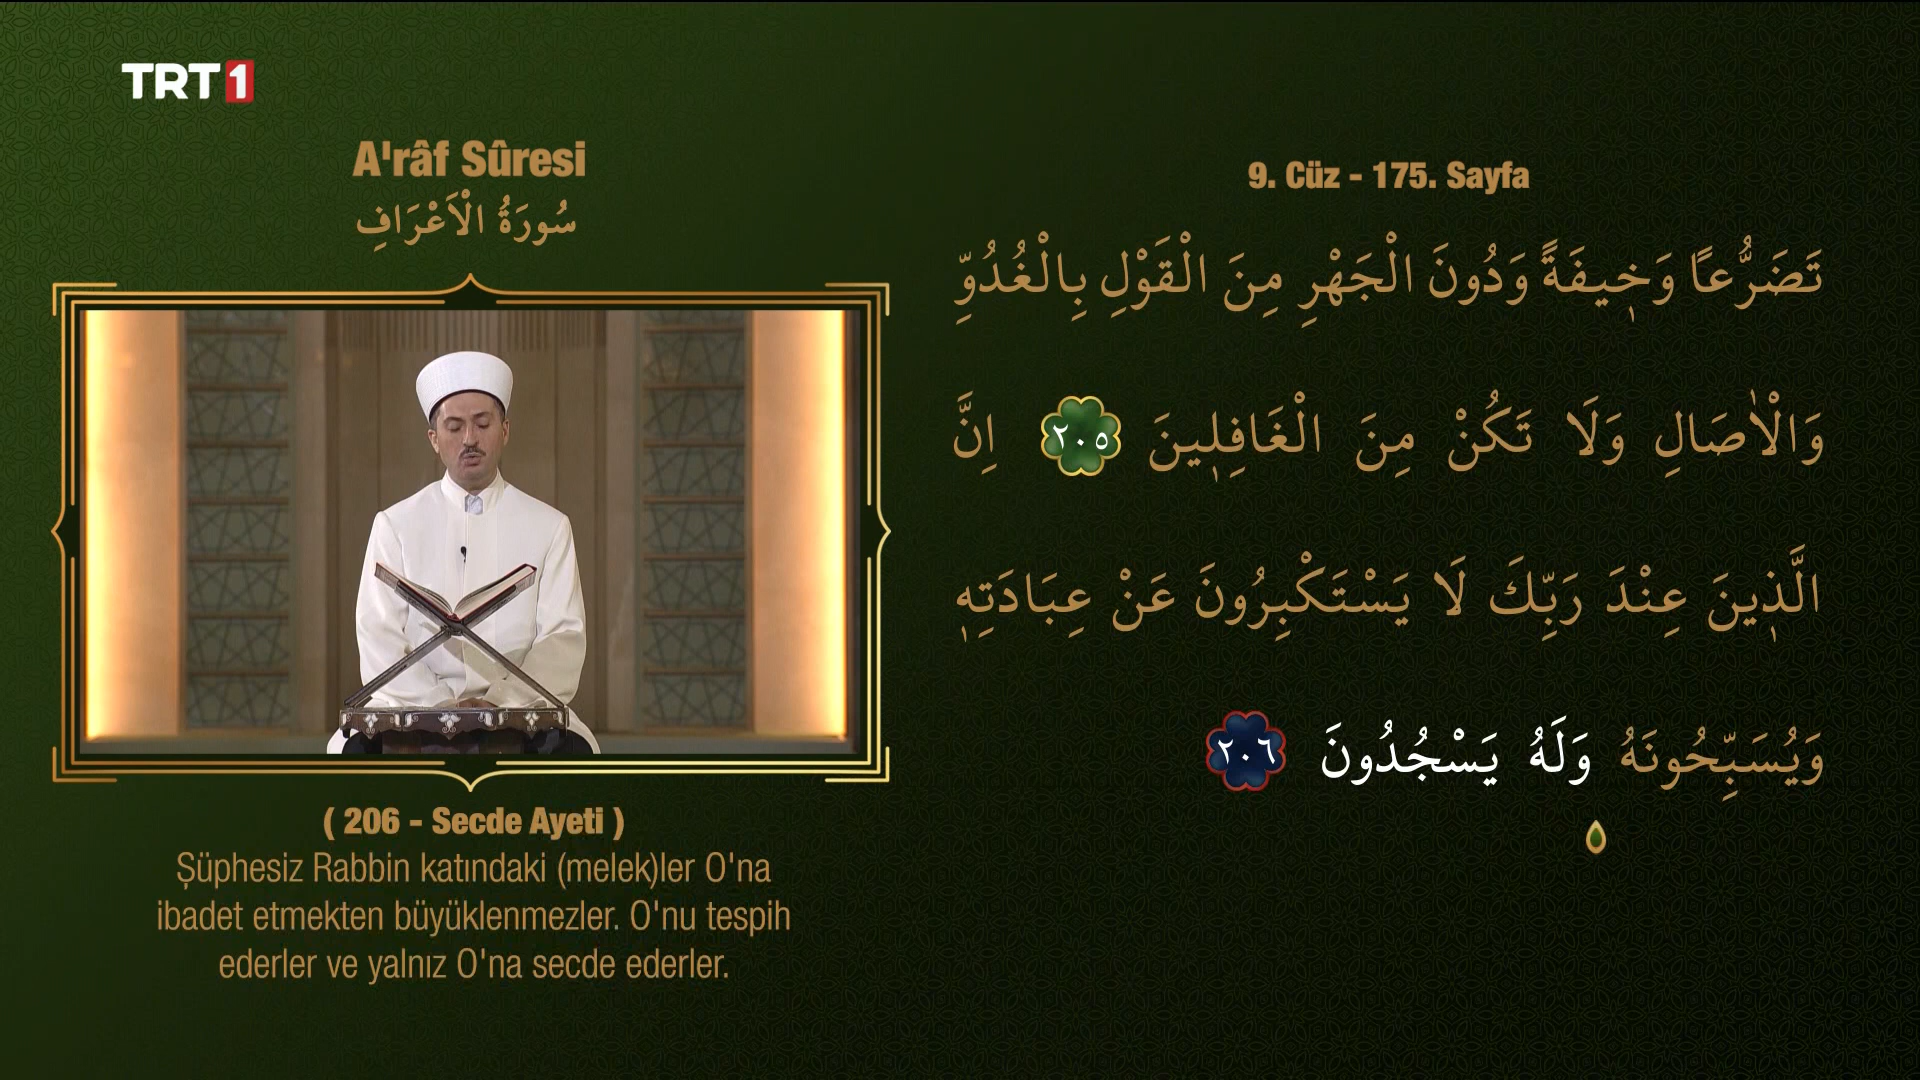 TRT 1
A'râf Sûresi
سُورَةُ الْاَعْرَافِ
9. Cüz - 175. Sayfa
تَضَرُّعًا وَخ۪يفَةً وَدُونَ الْجَهْرِ مِنَ الْقَوْلِ بِالْغُدُوِّ
وَالْاٰصَالِ وَلَا تَكُنْ مِنَ الْغَافِل۪ينَ ٢٠٥ اِنَّ
الَّذ۪ينَ عِنْدَ رَبِّكَ لَا يَسْتَكْبِرُونَ عَنْ عِبَادَتِه۪
وَيُسَبِّحُونَهُ وَلَهُ يَسْجُدُونَ ٢٠٦
( 206 - Secde Ayeti )
Şüphesiz Rabbin katındaki (melek)ler O'na
ibadet etmekten büyüklenmezler. O'nu tespih
ederler ve yalnız O'na secde ederler.